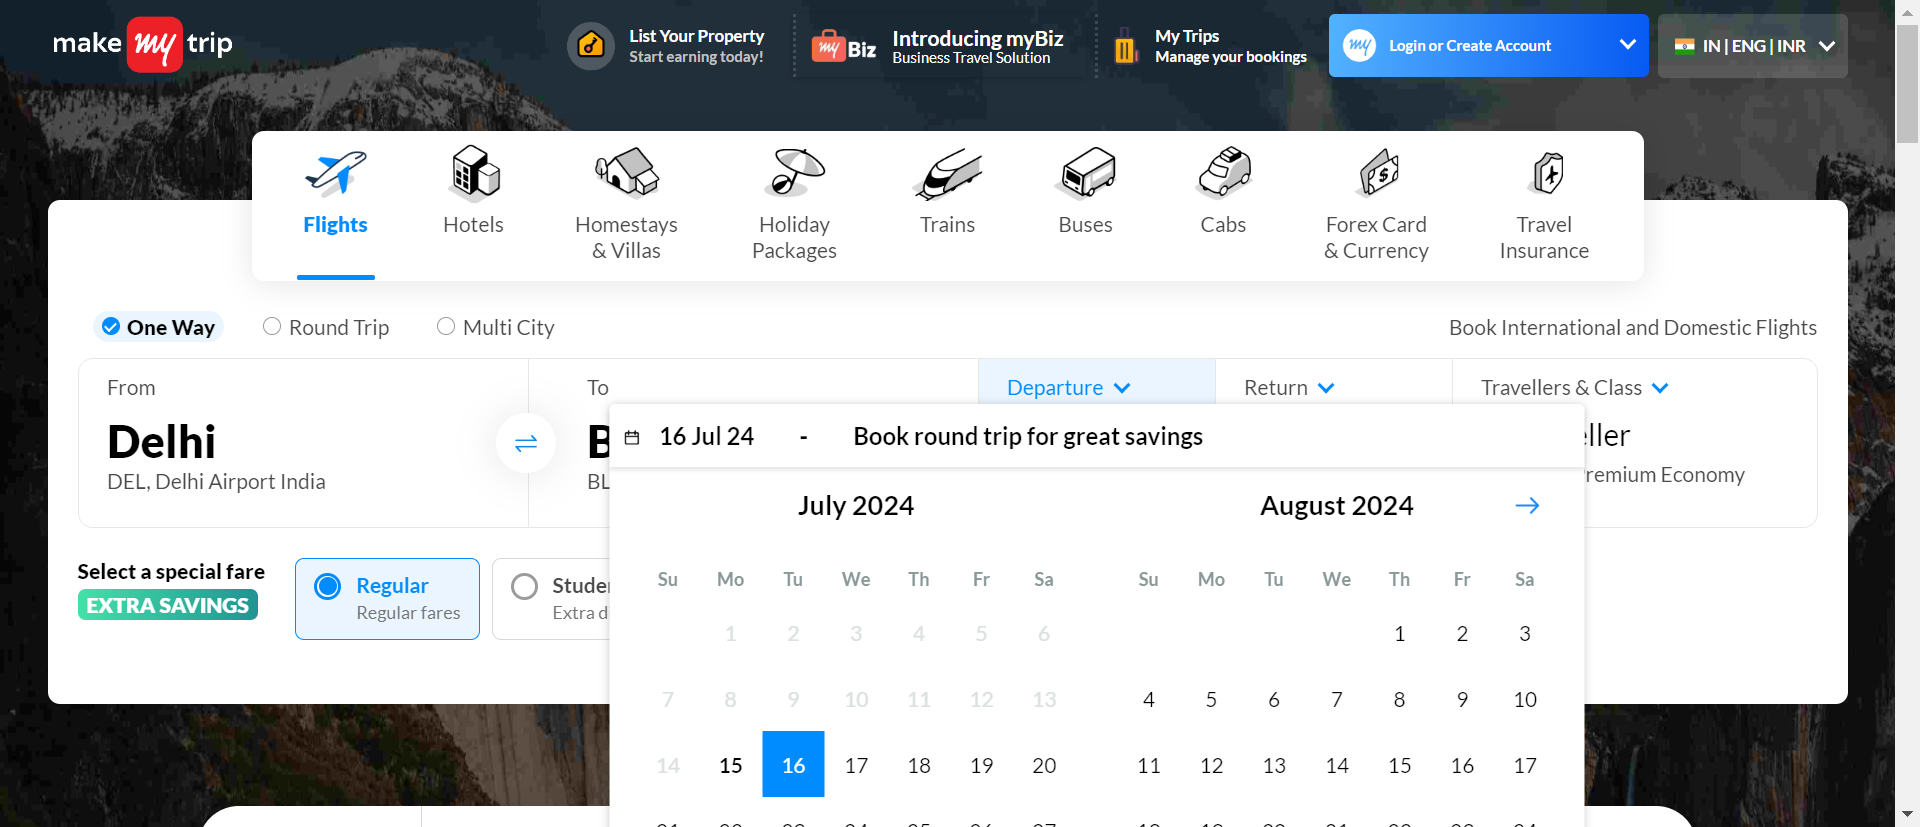 make my trip
List Your Property
Start earning today!
my Biz
Introducing myBiz
Business Travel Solution
My Trips
Manage your bookings
my Login or Create Account
IN | ENG | INR
Flights
Hotels
Homestays
& Villas
Holiday
Packages
Trains
Buses
Cabs
Forex Card
& Currency
Travel
Insurance
One Way
Round Trip
Multi City
Book International and Domestic Flights
From
Delhi
DEL, Delhi Airport India
To
B
BL
Departure
Return
Travellers & Class
eller
remium Economy
16 Jul 24 - Book round trip for great savings
July 2024
Su Mo Tu We Th Fr Sa
1 2 3 4 5 6
7 8 9 10 11 12 13
14 15 16 17 18 19 20
August 2024
Su Mo Tu We Th Fr Sa
1 2 3
4 5 6 7 8 9 10
11 12 13 14 15 16 17
Select a special fare
EXTRA SAVINGS
Regular
Regular fares
Stude
Extra d